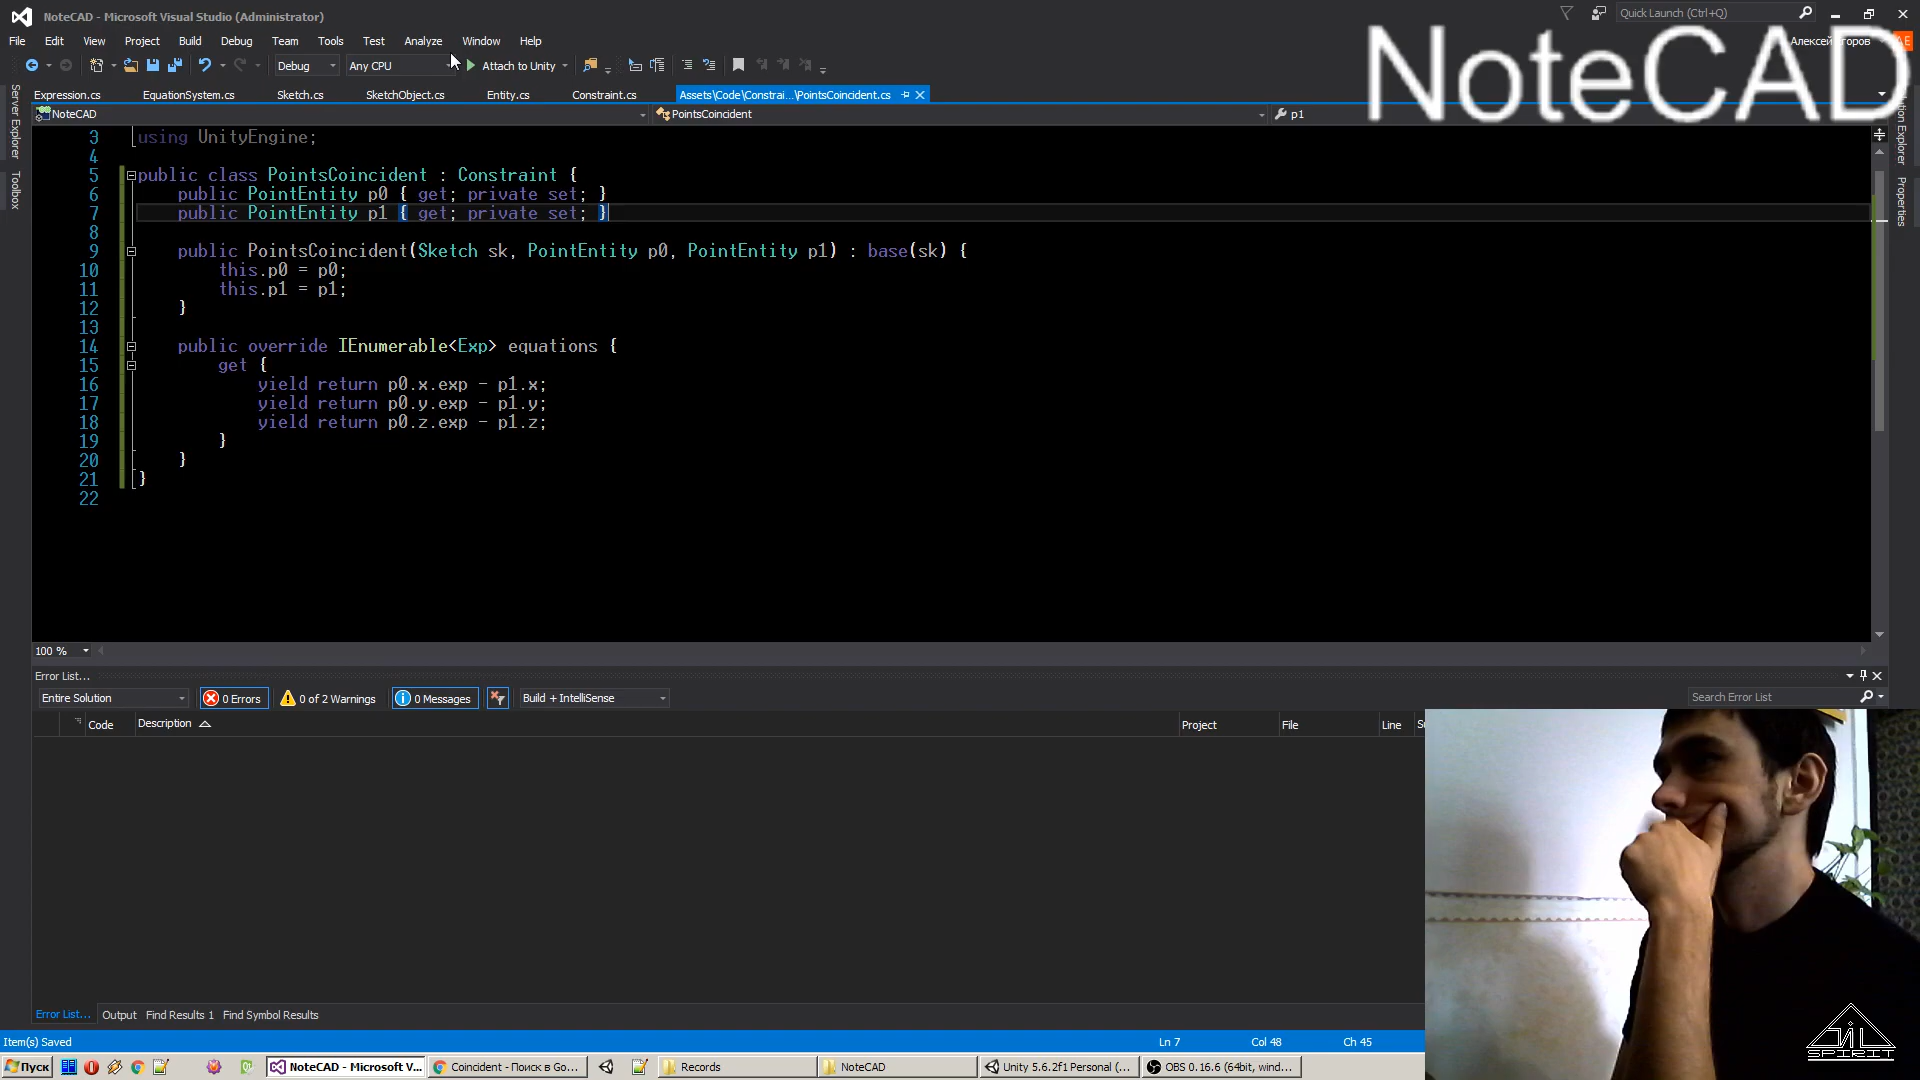 NoteCAD - Microsoft Visual Studio (Administrator)
Quick Launch (Ctrl+Q)
File Edit View Project Build Debug Team Tools Test Analyze Window Help
Алексей Егоров
NoteCAD
Debug Any CPU Attach to Unity
Server Explorer
Toolbox
Properties
Expression.cs EquationSystem.cs Sketch.cs SketchObject.cs Entity.cs Constraint.cs Assets\Code\Constrai...\PointsCoincident.cs
NoteCAD PointsCoincident p1
3 using UnityEngine;
4
5 public class PointsCoincident : Constraint {
6 public PointEntity p0 { get; private set; }
7 public PointEntity p1 { get; private set; }
8
9 public PointsCoincident(Sketch sk, PointEntity p0, PointEntity p1) : base(sk) {
10 this.p0 = p0;
11 this.p1 = p1;
12 }
13
14 public override IEnumerable<Exp> equations {
15 get {
16 yield return p0.x.exp - p1.x;
17 yield return p0.y.exp - p1.y;
18 yield return p0.z.exp - p1.z;
19 }
20 }
21 }
22
100 %
Error List...
Entire Solution 0 Errors 0 of 2 Warnings 0 Messages Build + IntelliSense Search Error List
Code Description Project File Line
Error List... Output Find Results 1 Find Symbol Results
Item(s) Saved Ln 7 Col 48 Ch 45
Пуск NoteCAD - Microsoft V... Coincident - Поиск в Go... Records NoteCAD Unity 5.6.2f1 Personal (... OBS 0.16.6 (64bit, wind...
SPIRIT